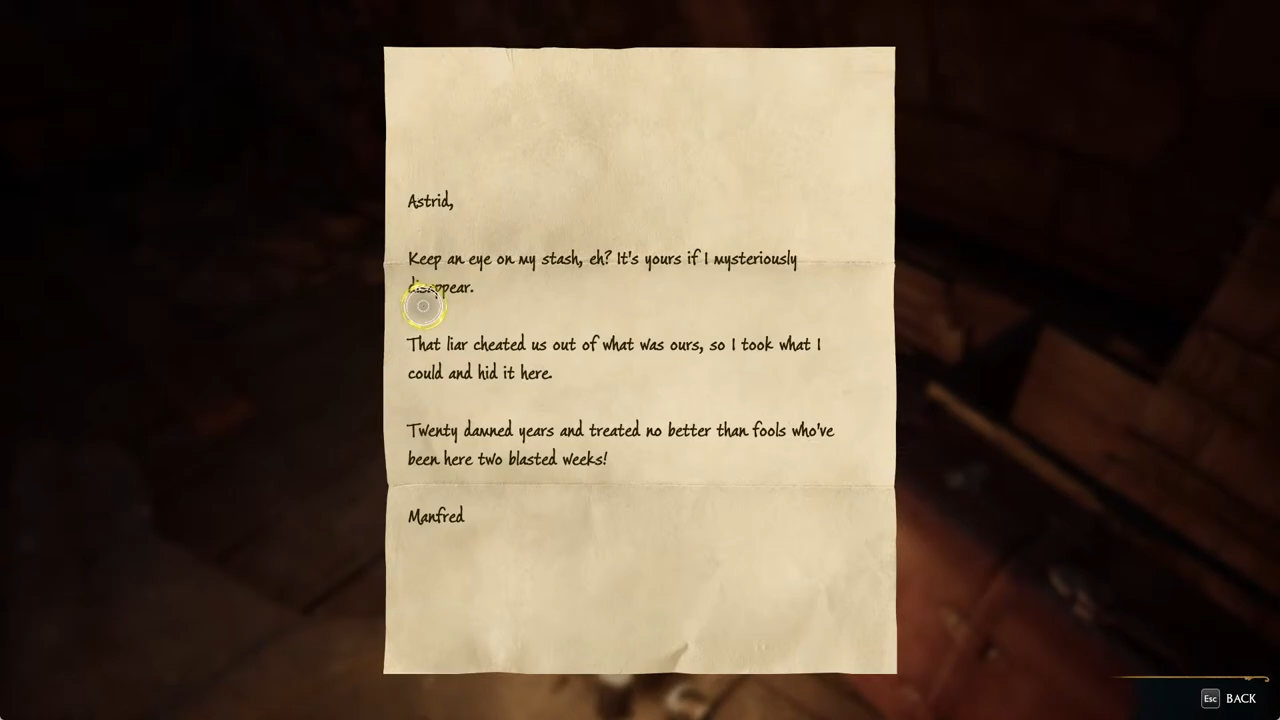 Astrid,
Keep an eye on my stash, eh? It's yours if I mysteriously
disappear.
That liar cheated us out of what was ours, so I took what I
could and hid it here.
Twenty damned years and treated no better than fools who've
been here two blasted weeks!
Manfred
Esc BACK